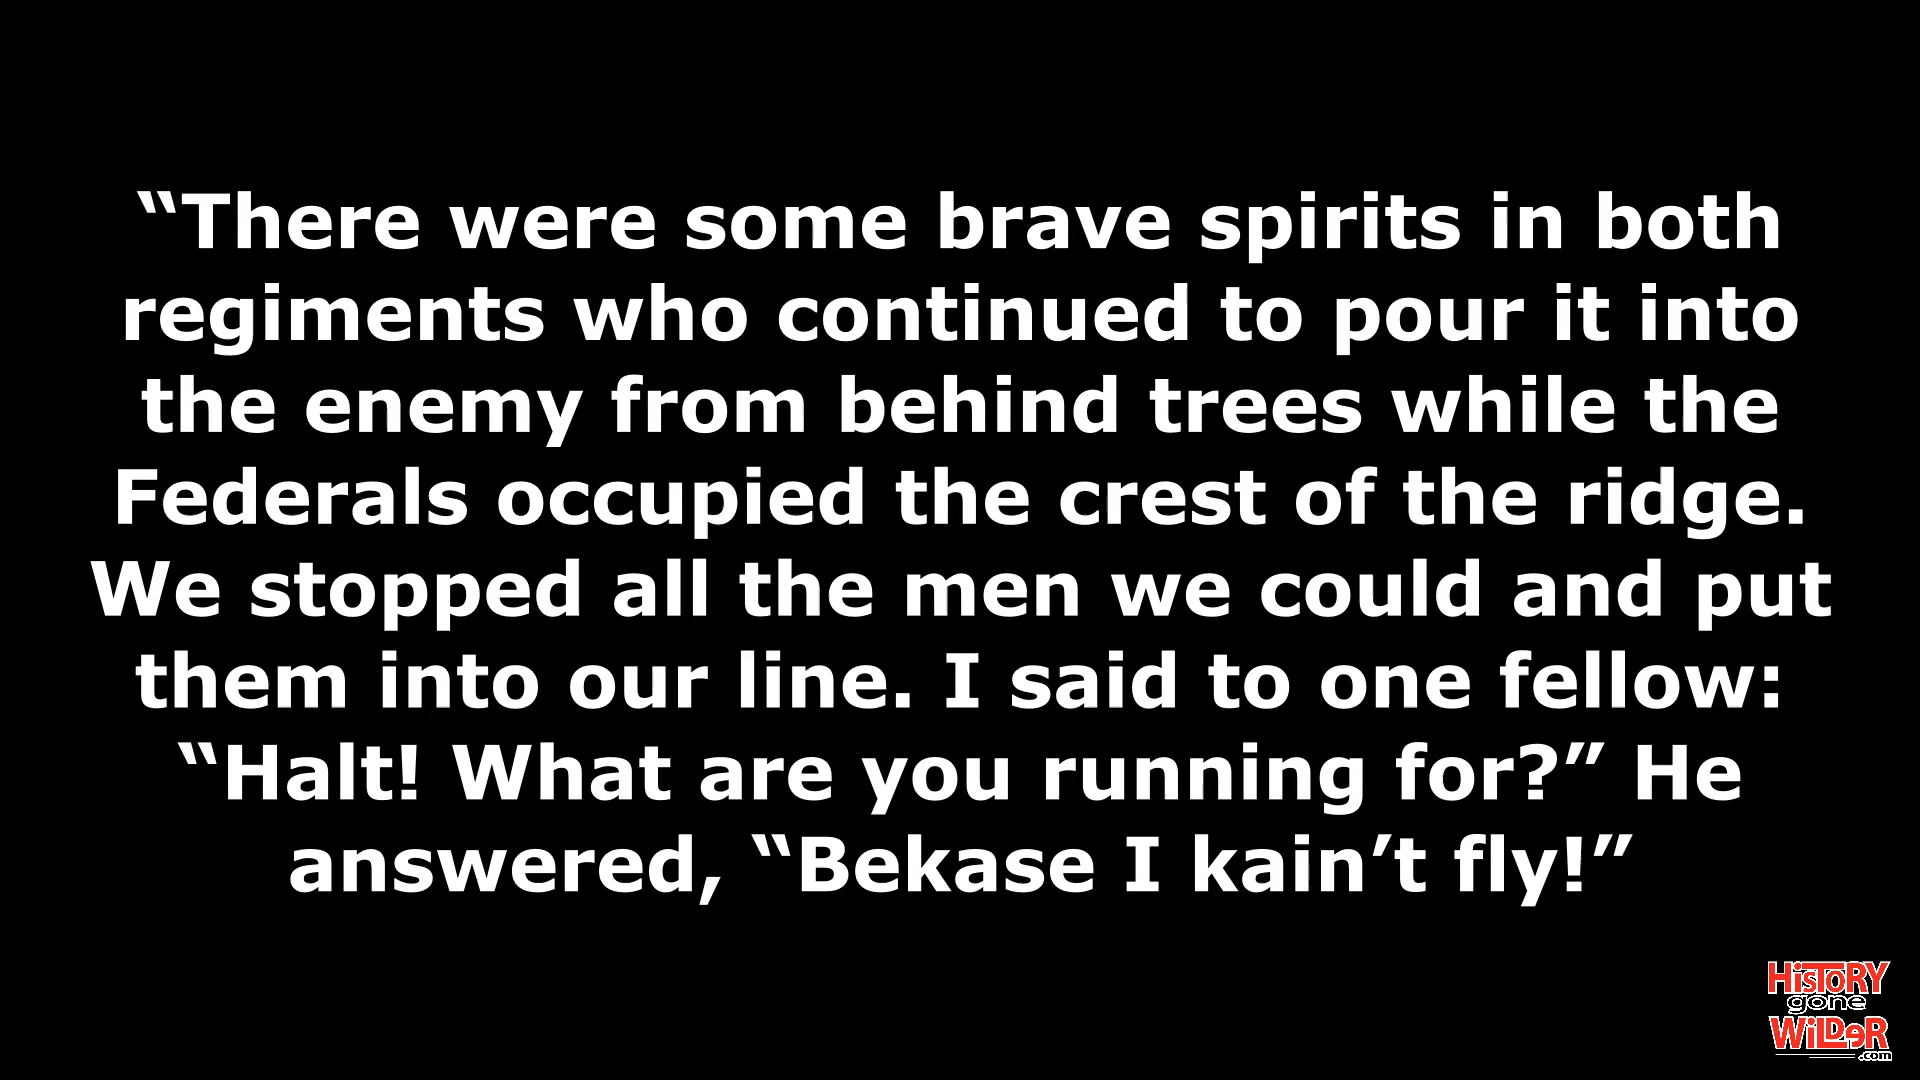 “There were some brave spirits in both
regiments who continued to pour it into
the enemy from behind trees while the
Federals occupied the crest of the ridge.
We stopped all the men we could and put
them into our line. I said to one fellow:
“Halt! What are you running for?” He
answered, “Bekase I kain’t fly!”
HiSTORY
gone
WiLDeR
.com